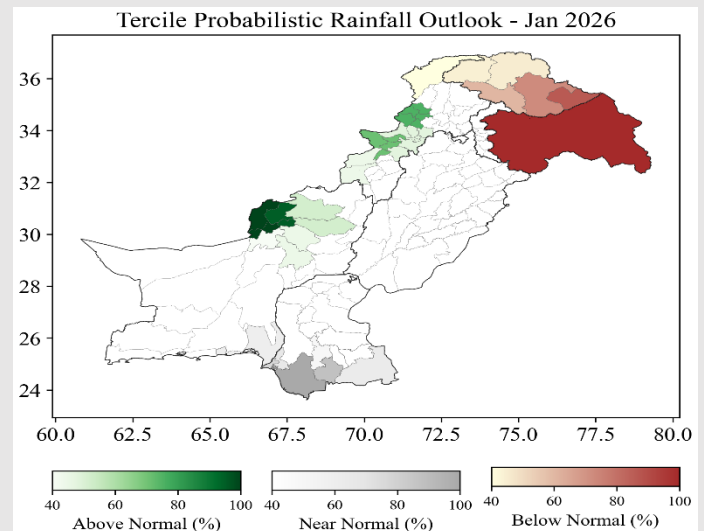 Tercile Probabilistic Rainfall Outlook - Jan 2026
36
34
32
30
28
26
24
60.0 62.5 65.0 67.5 70.0 72.5 75.0 77.5 80.0
40 60 80 100 40 60 80 100 40 60 80 100
Above Normal (%) Near Normal (%) Below Normal (%)